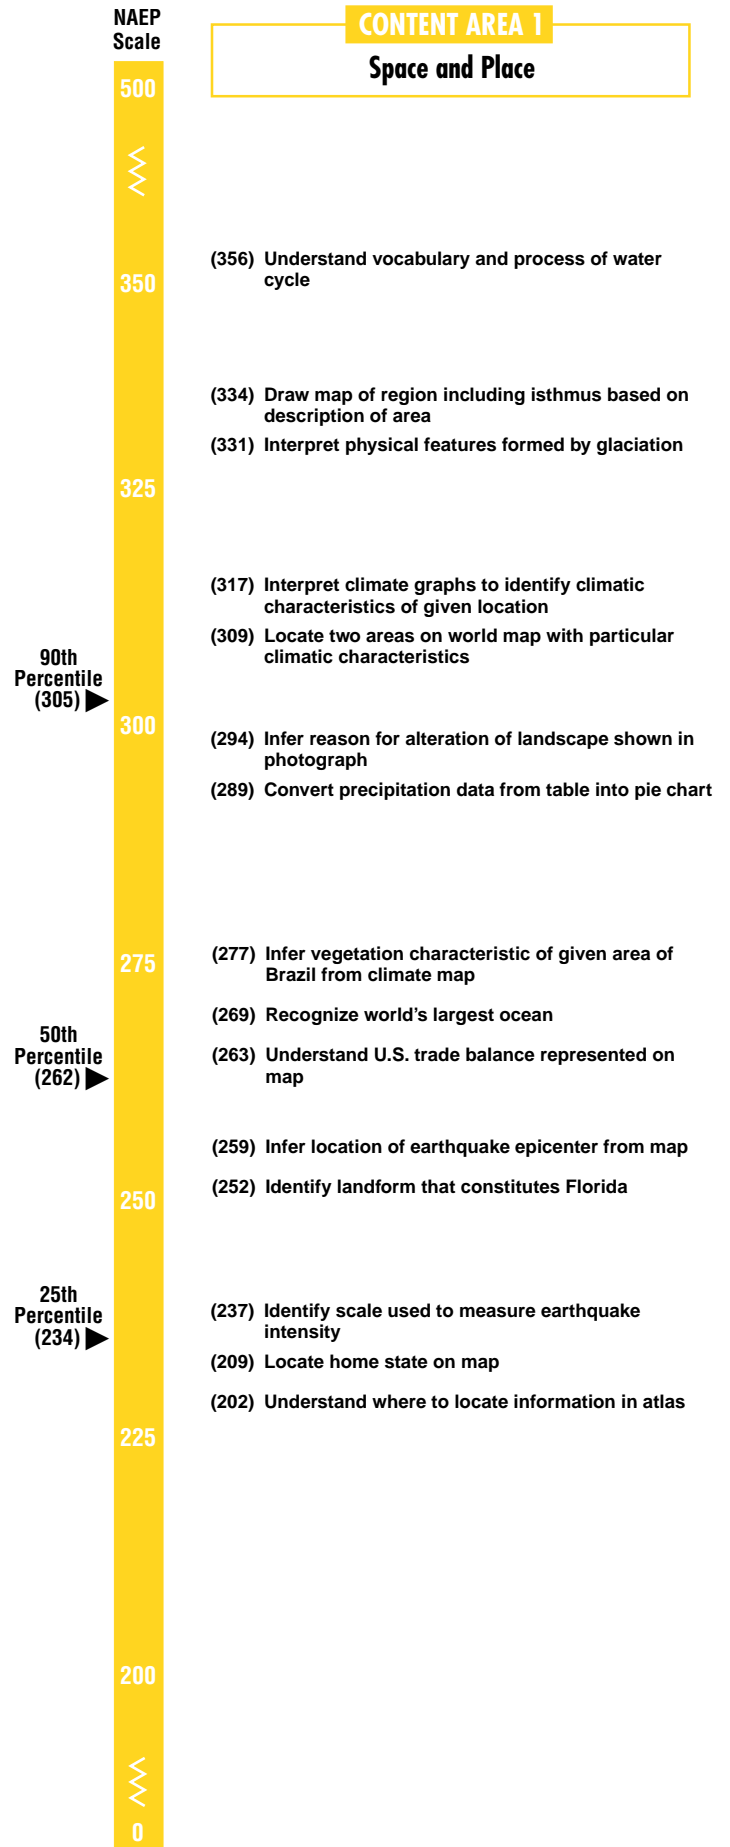 NAEP
Scale
CONTENT AREA 1
Space and Place
500
(356) Understand vocabulary and process of water
cycle
350
(334) Draw map of region including isthmus based on
description of area
(331) Interpret physical features formed by glaciation
325
(317) Interpret climate graphs to identify climatic
characteristics of given location
(309) Locate two areas on world map with particular
climatic characteristics
90th
Percentile
(305)
300
(294) Infer reason for alteration of landscape shown in
photograph
(289) Convert precipitation data from table into pie chart
(277) Infer vegetation characteristic of given area of
Brazil from climate map
275
(269) Recognize world's largest ocean
50th
Percentile
(262)
(263) Understand U.S. trade balance represented on
map
(259) Infer location of earthquake epicenter from map
(252) Identify landform that constitutes Florida
250
25th
Percentile
(234)
(237) Identify scale used to measure earthquake
intensity
(209) Locate home state on map
(202) Understand where to locate information in atlas
225
200
0